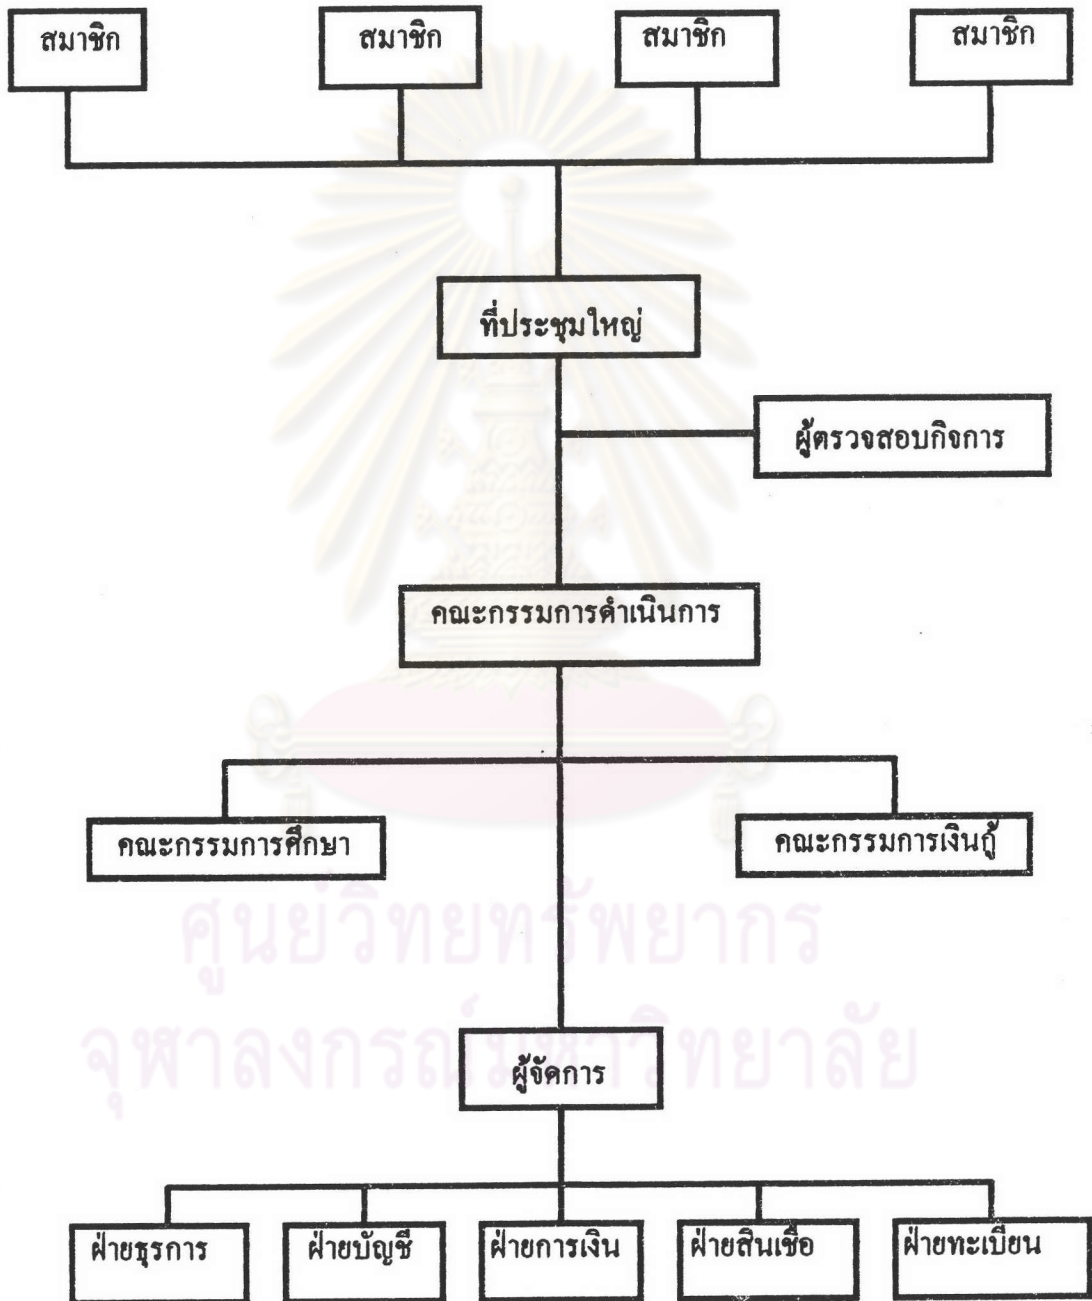 สมาชิก
สมาชิก
สมาชิก
สมาชิก
ที่ประชุมใหญ่
ผู้ตรวจสอบกิจการ
คณะกรรมการดำเนินการ
คณะกรรมการศึกษา
คณะกรรมการเงินกู้
ศูนย์วิทยทรัพยากร
จุฬาลงกรณ์มหาวิทยาลัย
ผู้จัดการ
ฝ่ายธุรการ
ฝ่ายบัญชี
ฝ่ายการเงิน
ฝ่ายสินเชื่อ
ฝ่ายทะเบียน